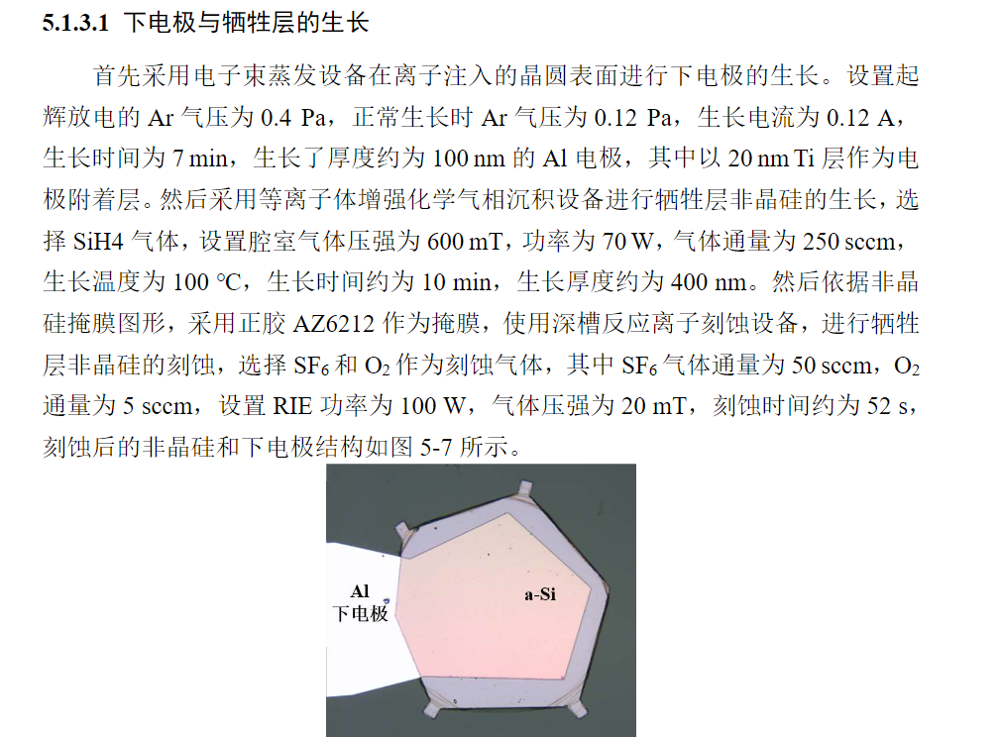 5.1.3.1 下电极与牺牲层的生长
首先采用电子束蒸发设备在离子注入的晶圆表面进行下电极的生长。设置起
辉放电的 Ar 气压为 0.4 Pa，正常生长时 Ar 气压为 0.12 Pa，生长电流为 0.12 A，
生长时间为 7 min，生长了厚度约为 100 nm 的 Al 电极，其中以 20 nm Ti 层作为电
极附着层。然后采用等离子体增强化学气相沉积设备进行牺牲层非晶硅的生长，选
择 SiH4 气体，设置腔室气体压强为 600 mT，功率为 70 W，气体通量为 250 sccm，
生长温度为 100 ℃，生长时间约为 10 min，生长厚度约为 400 nm。然后依据非晶
硅掩膜图形，采用正胶 AZ6212 作为掩膜，使用深槽反应离子刻蚀设备，进行牺牲
层非晶硅的刻蚀，选择 SF₆ 和 O₂ 作为刻蚀气体，其中 SF₆ 气体通量为 50 sccm，O₂
通量为 5 sccm，设置 RIE 功率为 100 W，气体压强为 20 mT，刻蚀时间约为 52 s，
刻蚀后的非晶硅和下电极结构如图 5-7 所示。
Al
下电极
a-Si